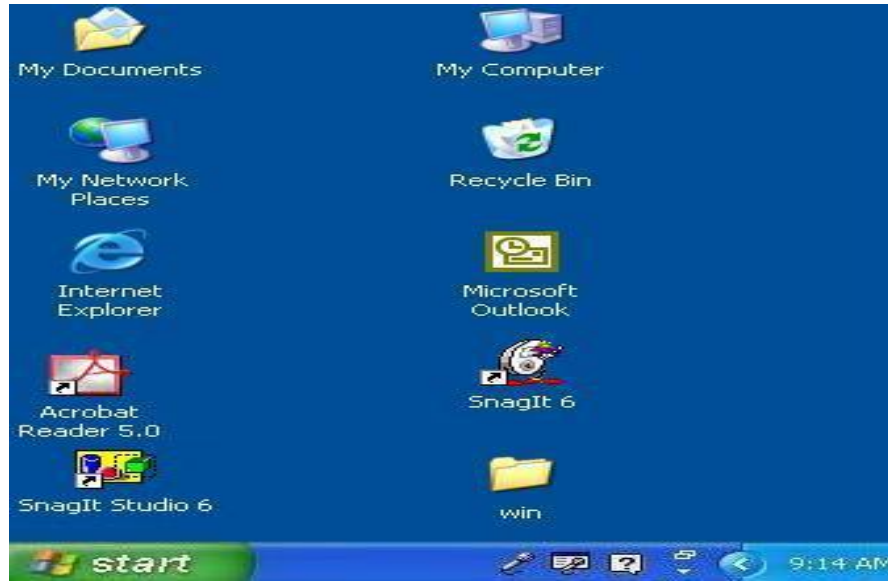 My Documents
My Computer
My Network
Places
Recycle Bin
Internet
Explorer
Microsoft
Outlook
Acrobat
Reader 5.0
SnagIt 6
SnagIt Studio 6
win
start
9:14 AM